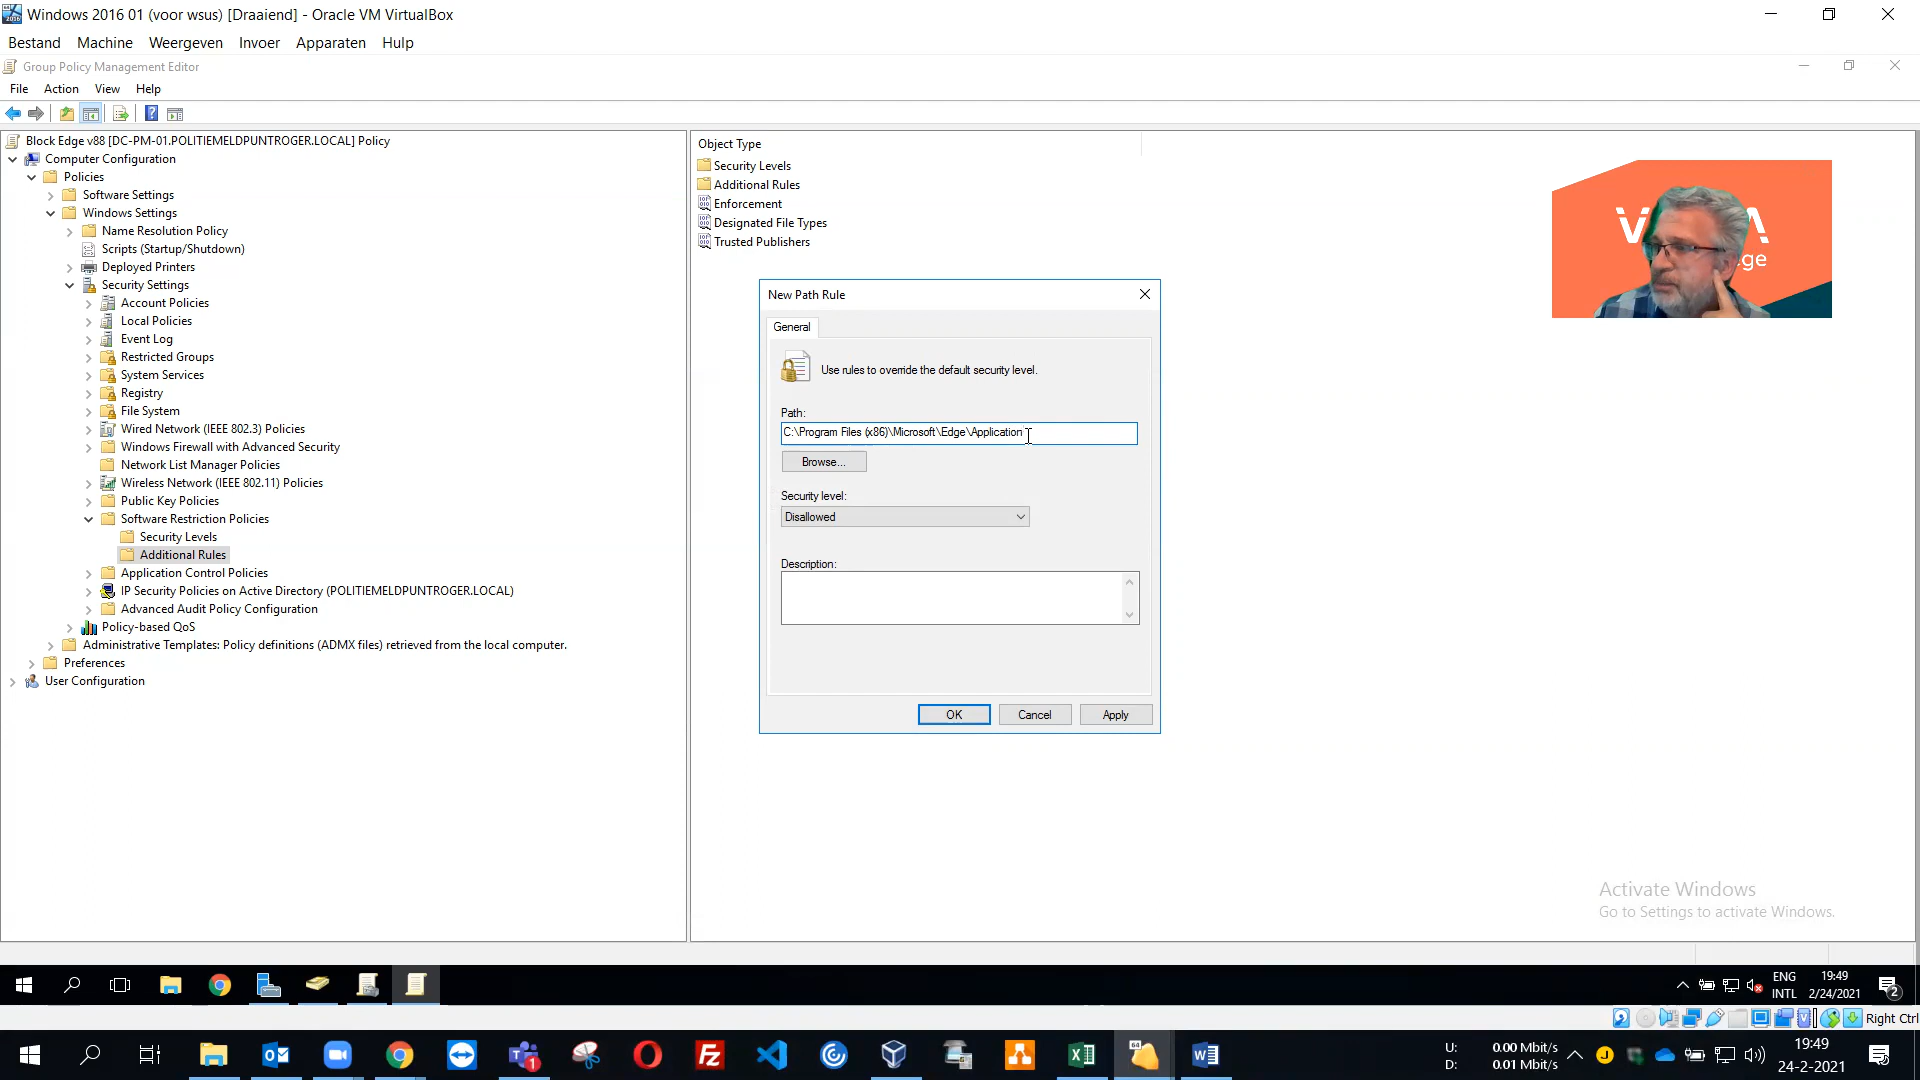 Windows 2016 01 (voor wsus) [Draaiend] - Oracle VM VirtualBox
Bestand Machine Weergeven Invoer Apparaten Hulp
Group Policy Management Editor
File Action View Help
Block Edge v88 [DC-PM-01.POLITIEMELDPUNTROGER.LOCAL] Policy
Computer Configuration
Policies
Software Settings
Windows Settings
Name Resolution Policy
Scripts (Startup/Shutdown)
Deployed Printers
Security Settings
Account Policies
Local Policies
Event Log
Restricted Groups
System Services
Registry
File System
Wired Network (IEEE 802.3) Policies
Windows Firewall with Advanced Security
Network List Manager Policies
Wireless Network (IEEE 802.11) Policies
Public Key Policies
Software Restriction Policies
Security Levels
Additional Rules
Application Control Policies
IP Security Policies on Active Directory (POLITIEMELDPUNTROGER.LOCAL)
Advanced Audit Policy Configuration
Policy-based QoS
Administrative Templates: Policy definitions (ADMX files) retrieved from the local computer.
Preferences
User Configuration
Object Type
Security Levels
Additional Rules
Enforcement
Designated File Types
Trusted Publishers
New Path Rule
General
Use rules to override the default security level.
Path:
C:\Program Files (x86)\Microsoft\Edge\Application
Browse...
Security level:
Disallowed
Description:
OK Cancel Apply
Activate Windows
Go to Settings to activate Windows.
ENG
INTL
19:49
2/24/2021
2
Right Ctrl
U: 0.00 Mbit/s
D: 0.01 Mbit/s
19:49
24-2-2021